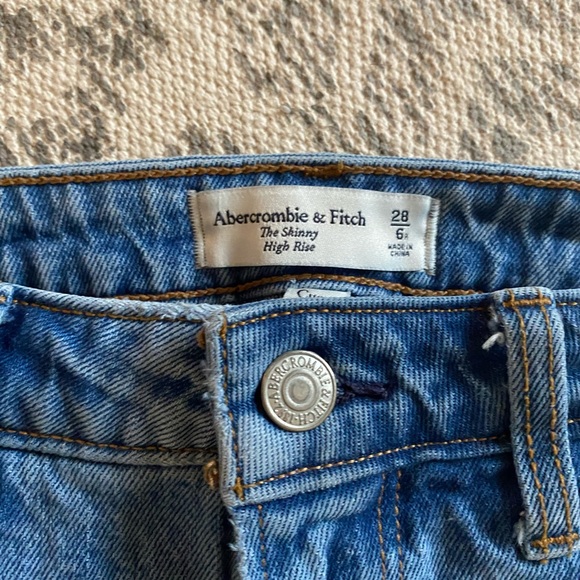 Abercrombie & Fitch
The Skinny
High Rise
28
6R
MADE IN
CHINA
ABERCROMBIE & FITCH